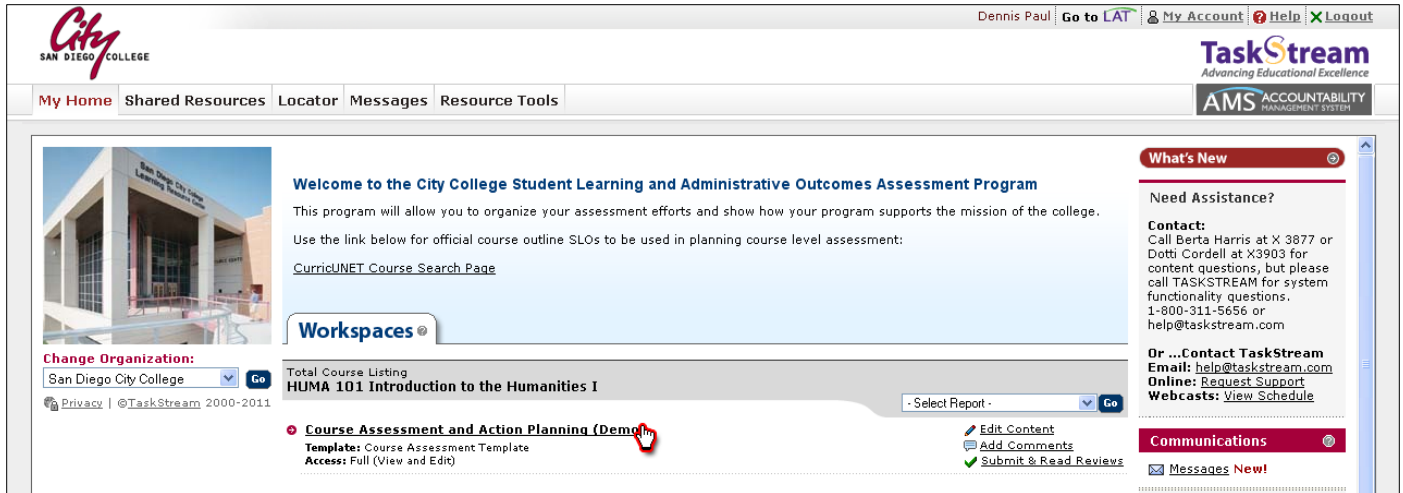 Dennis Paul Go to LAT My Account Help Logout
City
SAN DIEGO COLLEGE
TaskStream
Advancing Educational Excellence
My Home Shared Resources Locator Messages Resource Tools
AMS ACCOUNTABILITY MANAGEMENT SYSTEM
San Diego City College
Learning Resource Center
Welcome to the City College Student Learning and Administrative Outcomes Assessment Program
This program will allow you to organize your assessment efforts and show how your program supports the mission of the college.
Use the link below for official course outline SLOs to be used in planning course level assessment:
CurricUNET Course Search Page
Workspaces
Change Organization:
San Diego City College Go
Privacy | ©TaskStream 2000-2011
Total Course Listing
HUMA 101 Introduction to the Humanities I
- Select Report - Go
Course Assessment and Action Planning (Demo
Template: Course Assessment Template
Access: Full (View and Edit)
Edit Content
Add Comments
Submit & Read Reviews
What's New
Need Assistance?
Contact:
Call Berta Harris at X 3877 or
Dotti Cordell at X3903 for
content questions, but please
call TASKSTREAM for system
functionality questions.
1-800-311-5656 or
help@taskstream.com
Or ...Contact TaskStream
Email: help@taskstream.com
Online: Request Support
Webcasts: View Schedule
Communications
Messages New!